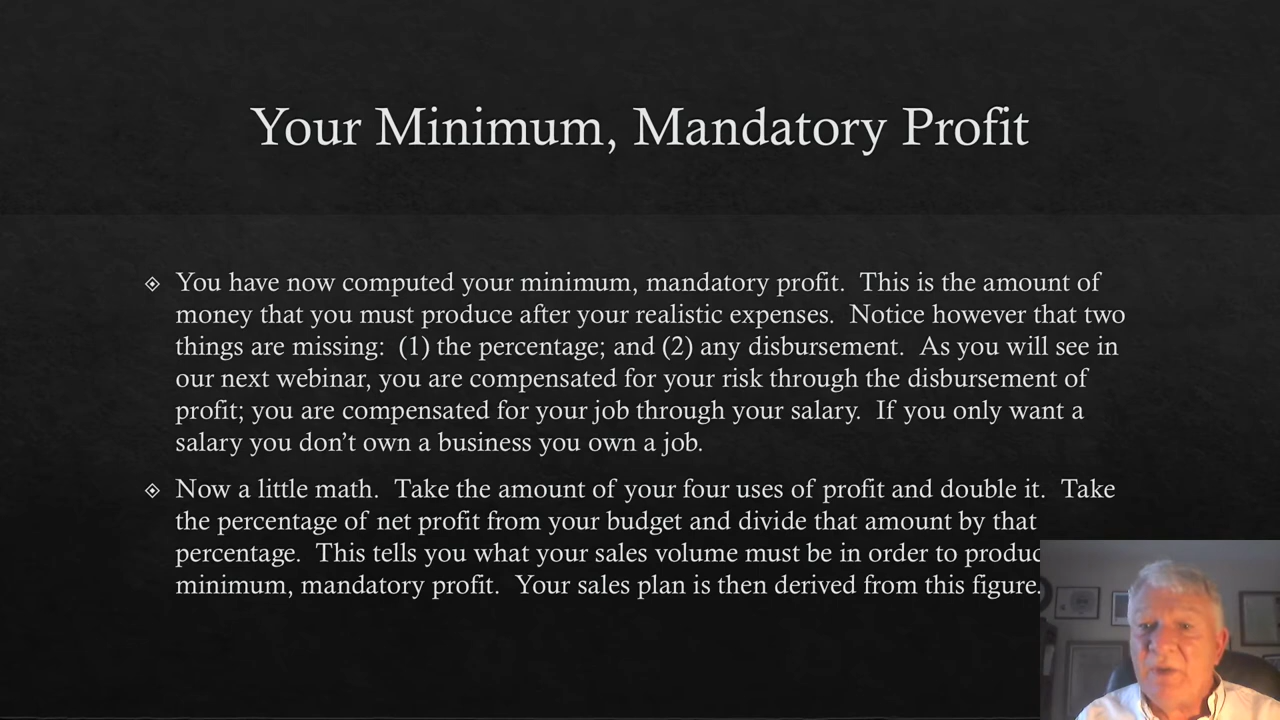 Your Minimum, Mandatory Profit
You have now computed your minimum, mandatory profit. This is the amount of
money that you must produce after your realistic expenses. Notice however that two
things are missing: (1) the percentage; and (2) any disbursement. As you will see in
our next webinar, you are compensated for your risk through the disbursement of
profit; you are compensated for your job through your salary. If you only want a
salary you don’t own a business you own a job.
Now a little math. Take the amount of your four uses of profit and double it. Take
the percentage of net profit from your budget and divide that amount by that
percentage. This tells you what your sales volume must be in order to
minimum, mandatory profit. Your sales plan is then derived from this figure.